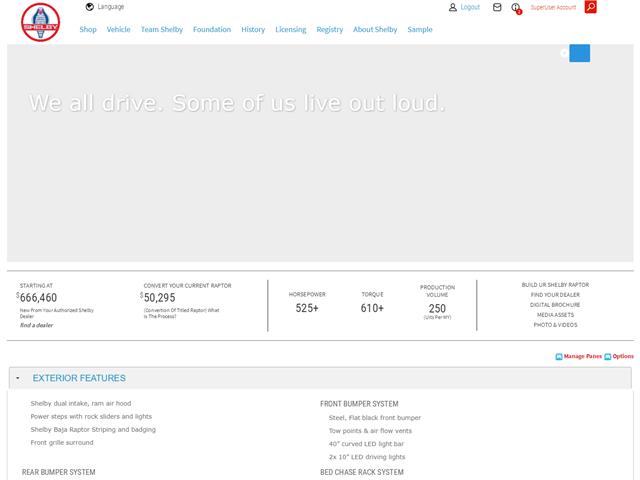 Language
Logout
2
SuperUser Account
SHELBY
Shop Vehicle Team Shelby Foundation History Licensing Registry About Shelby Sample
We all drive. Some of us live out loud.
STARTING AT
$666,460
New From Your Authorized Shelby
Dealer
find a dealer
CONVERT YOUR CURRENT RAPTOR
$50,295
(Convertion Of Titled Raptor) What
Is The Process?
HORSEPOWER
525+
TORQUE
610+
PRODUCTION
VOLUME
250
(Uits Per MY)
BUILD UR SHELBY RAPTOR
FIND YOUR DEALER
DIGITAL BROCHURE
MEDIA ASSETS
PHOTO & VIDEOS
Manage Panes Options
EXTERIOR FEATURES
Shelby dual intake, ram air hood
Power steps with rock sliders and lights
Shelby Baja Raptor Striping and badging
Front grille surround
FRONT BUMPER SYSTEM
Steel, Flat black front bumper
Tow points & air flow vents
40" curved LED light bar
2x 10" LED driving lights
REAR BUMPER SYSTEM
BED CHASE RACK SYSTEM